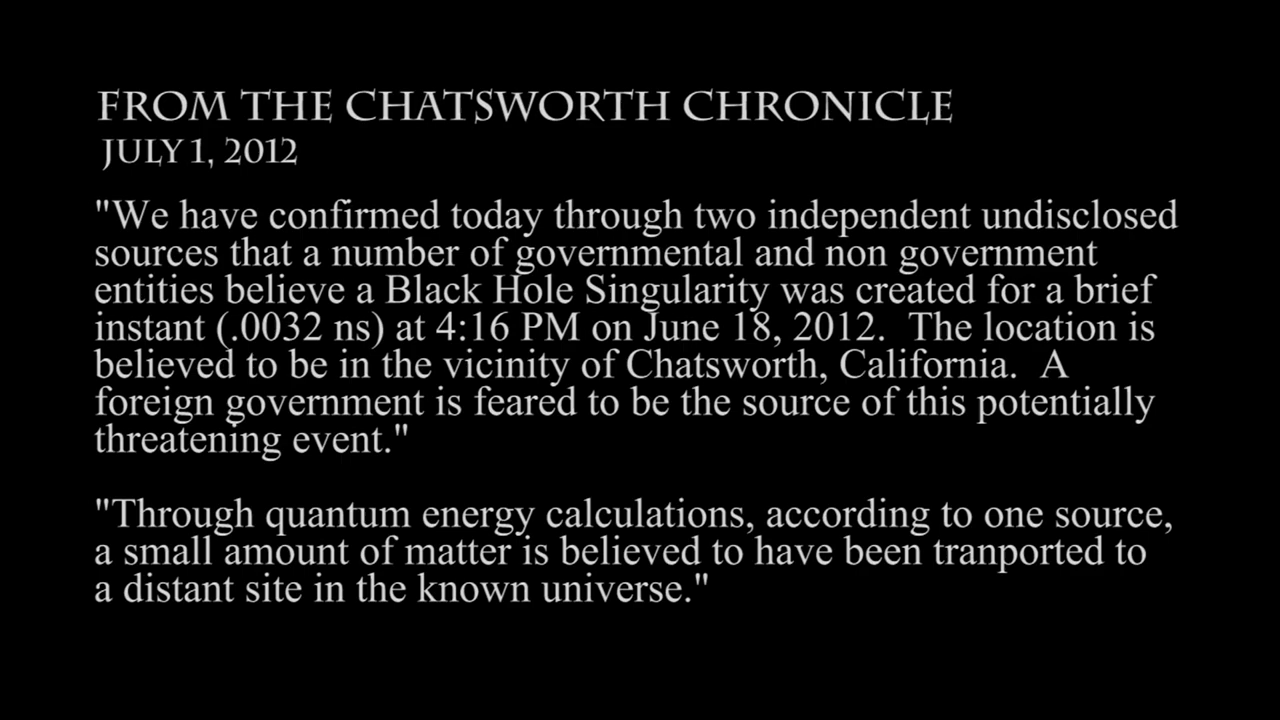 FROM THE CHATSWORTH CHRONICLE
JULY 1, 2012
"We have confirmed today through two independent undisclosed
sources that a number of governmental and non government
entities believe a Black Hole Singularity was created for a brief
instant (.0032 ns) at 4:16 PM on June 18, 2012.  The location is
believed to be in the vicinity of Chatsworth, California.  A
foreign government is feared to be the source of this potentially
threatening event."
"Through quantum energy calculations, according to one source,
a small amount of matter is believed to have been tranported to
a distant site in the known universe."